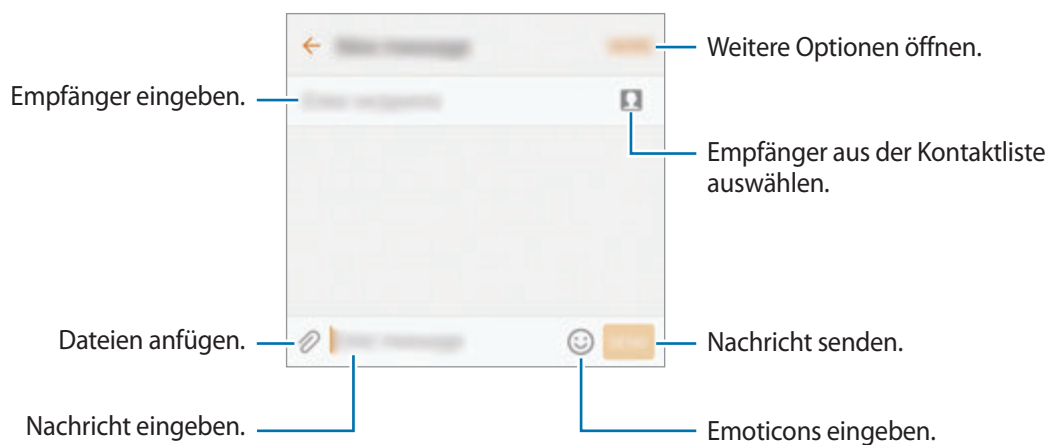 Weitere Optionen öffnen.
Empfänger eingeben.
Empfänger aus der Kontaktliste
auswählen.
Dateien anfügen.
Nachricht senden.
Nachricht eingeben.
Emoticons eingeben.